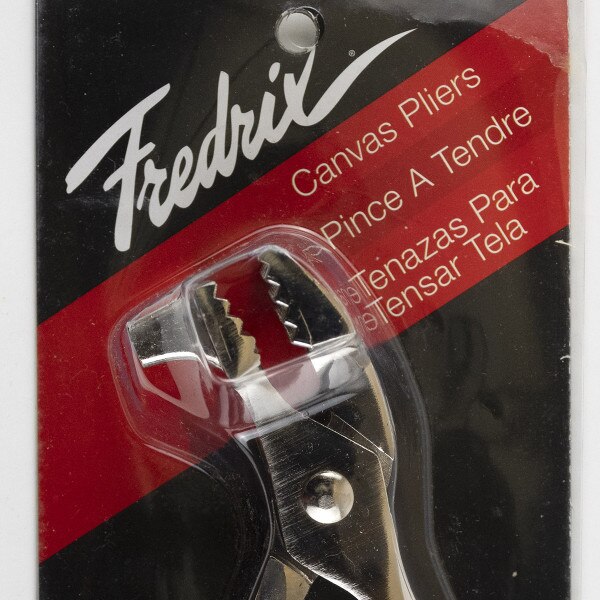 Fredrix®
Canvas Pliers
Pince A Tendre
Tenazas Para
Tensar Tela